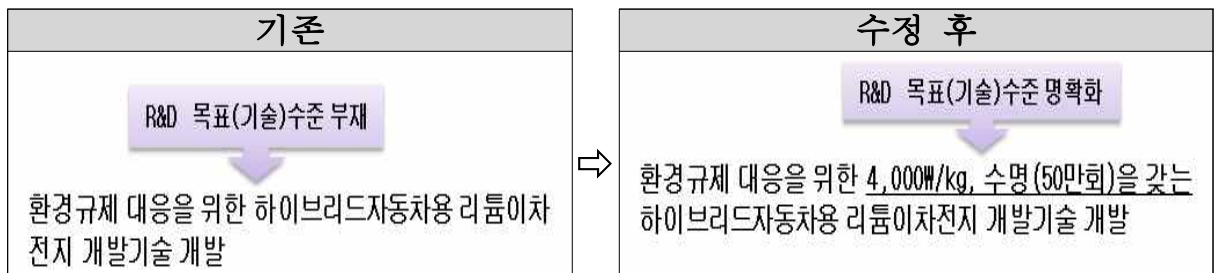 기존
R&D 목표(기술)수준 부재
환경규제 대응을 위한 하이브리드자동차용 리튬이차
전지 개발기술 개발
⇨
수정 후
R&D 목표(기술)수준 명확화
환경규제 대응을 위한 4,000W/kg, 수명(50만회)을 갖는
하이브리드자동차용 리튬이차전지 개발기술 개발